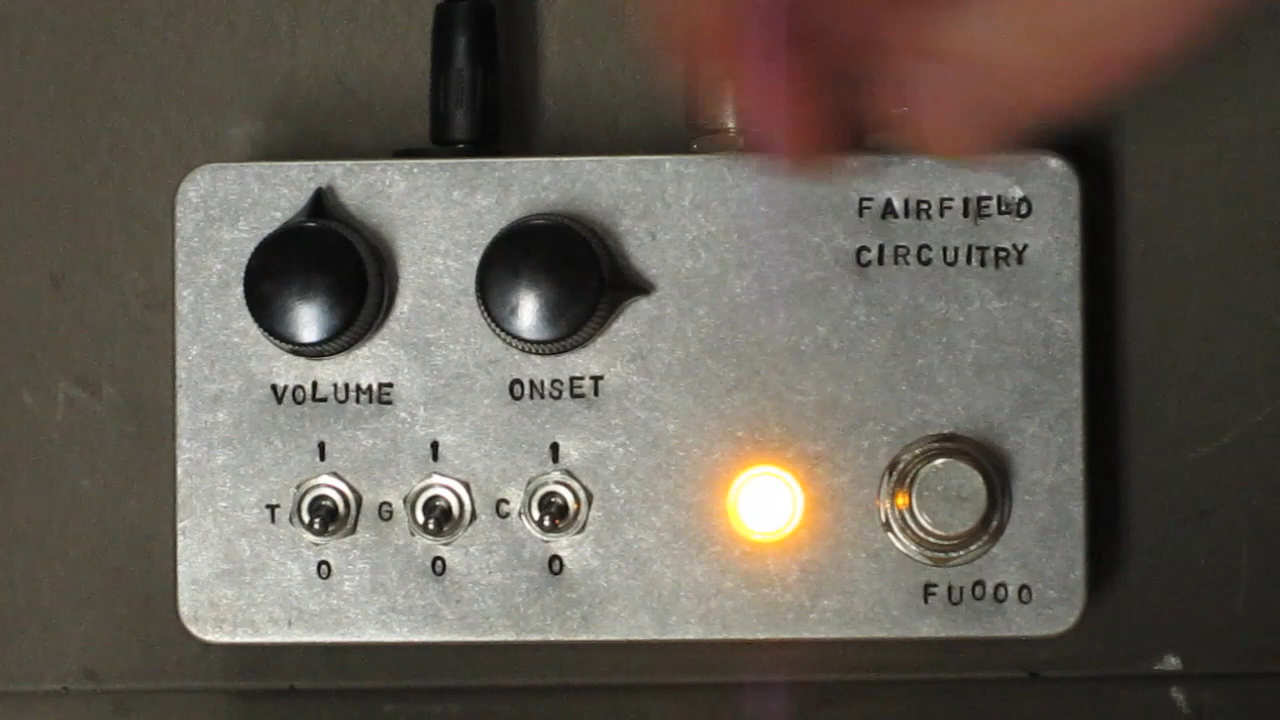 FAIRFIELD
CIRCUITRY
VOLUME ONSET
1 1 1
T G C
0 0 0
FU000